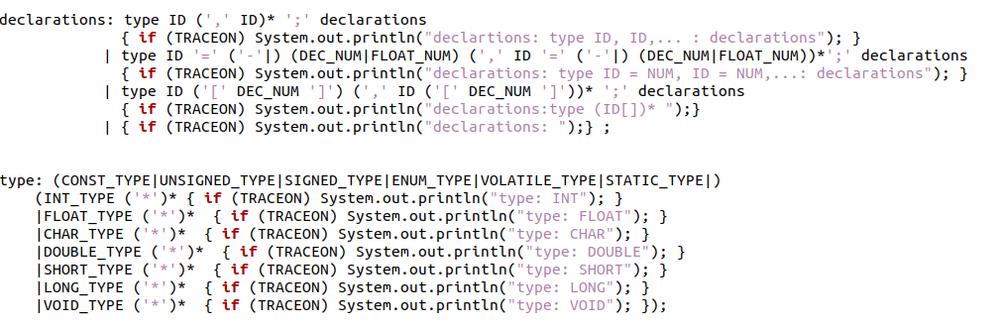 declarations: type ID (',' ID)* ';' declarations
{ if (TRACEON) System.out.println("declartions: type ID, ID,... : declarations"); }
| type ID '=' ('-'|) (DEC_NUM|FLOAT_NUM) (',' ID '=' ('-'|) (DEC_NUM|FLOAT_NUM))*';' declarations
{ if (TRACEON) System.out.println("declarations: type ID = NUM, ID = NUM,...: declarations"); }
| type ID ('[' DEC_NUM ']') (',' ID ('[' DEC_NUM ']'))* ';' declarations
{ if (TRACEON) System.out.println("declarations:type (ID[])* ");}
| { if (TRACEON) System.out.println("declarations: ");} ;
type: (CONST_TYPE|UNSIGNED_TYPE|SIGNED_TYPE|ENUM_TYPE|VOLATILE_TYPE|STATIC_TYPE|)
(INT_TYPE ('*')* { if (TRACEON) System.out.println("type: INT"); }
|FLOAT_TYPE ('*')*  { if (TRACEON) System.out.println("type: FLOAT"); }
|CHAR_TYPE ('*')*  { if (TRACEON) System.out.println("type: CHAR"); }
|DOUBLE_TYPE ('*')*  { if (TRACEON) System.out.println("type: DOUBLE"); }
|SHORT_TYPE ('*')*  { if (TRACEON) System.out.println("type: SHORT"); }
|LONG_TYPE ('*')*  { if (TRACEON) System.out.println("type: LONG"); }
|VOID_TYPE ('*')*  { if (TRACEON) System.out.println("type: VOID"); });